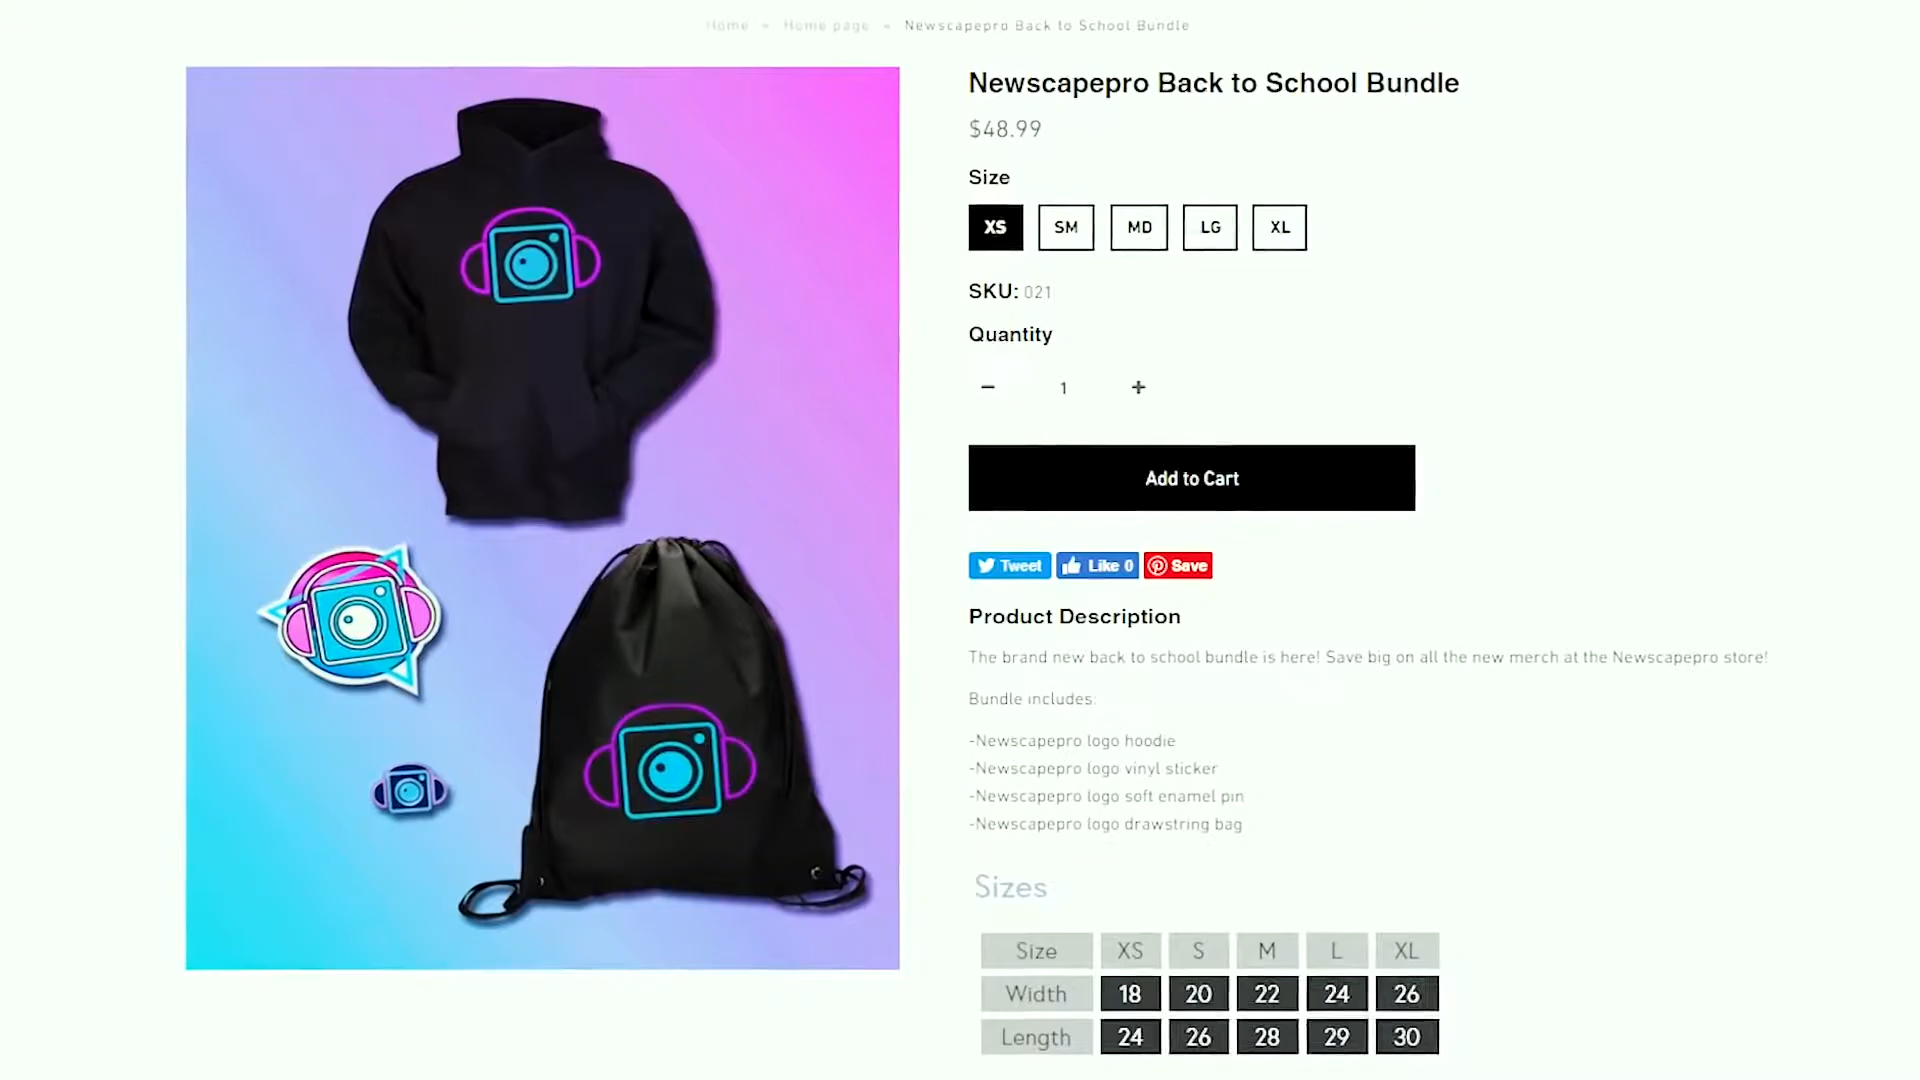 Home » Home page » Newscapepro Back to School Bundle
Newscapepro Back to School Bundle
$48.99
Size
XS SM MD LG XL
SKU: 021
Quantity
− 1 +
Add to Cart
Tweet Like 0 Save
Product Description
The brand new back to school bundle is here! Save big on all the new merch at the Newscapepro store!
Bundle includes:
-Newscapepro logo hoodie
-Newscapepro logo vinyl sticker
-Newscapepro logo soft enamel pin
-Newscapepro logo drawstring bag
Sizes
Size XS S M L XL
Width 18 20 22 24 26
Length 24 26 28 29 30